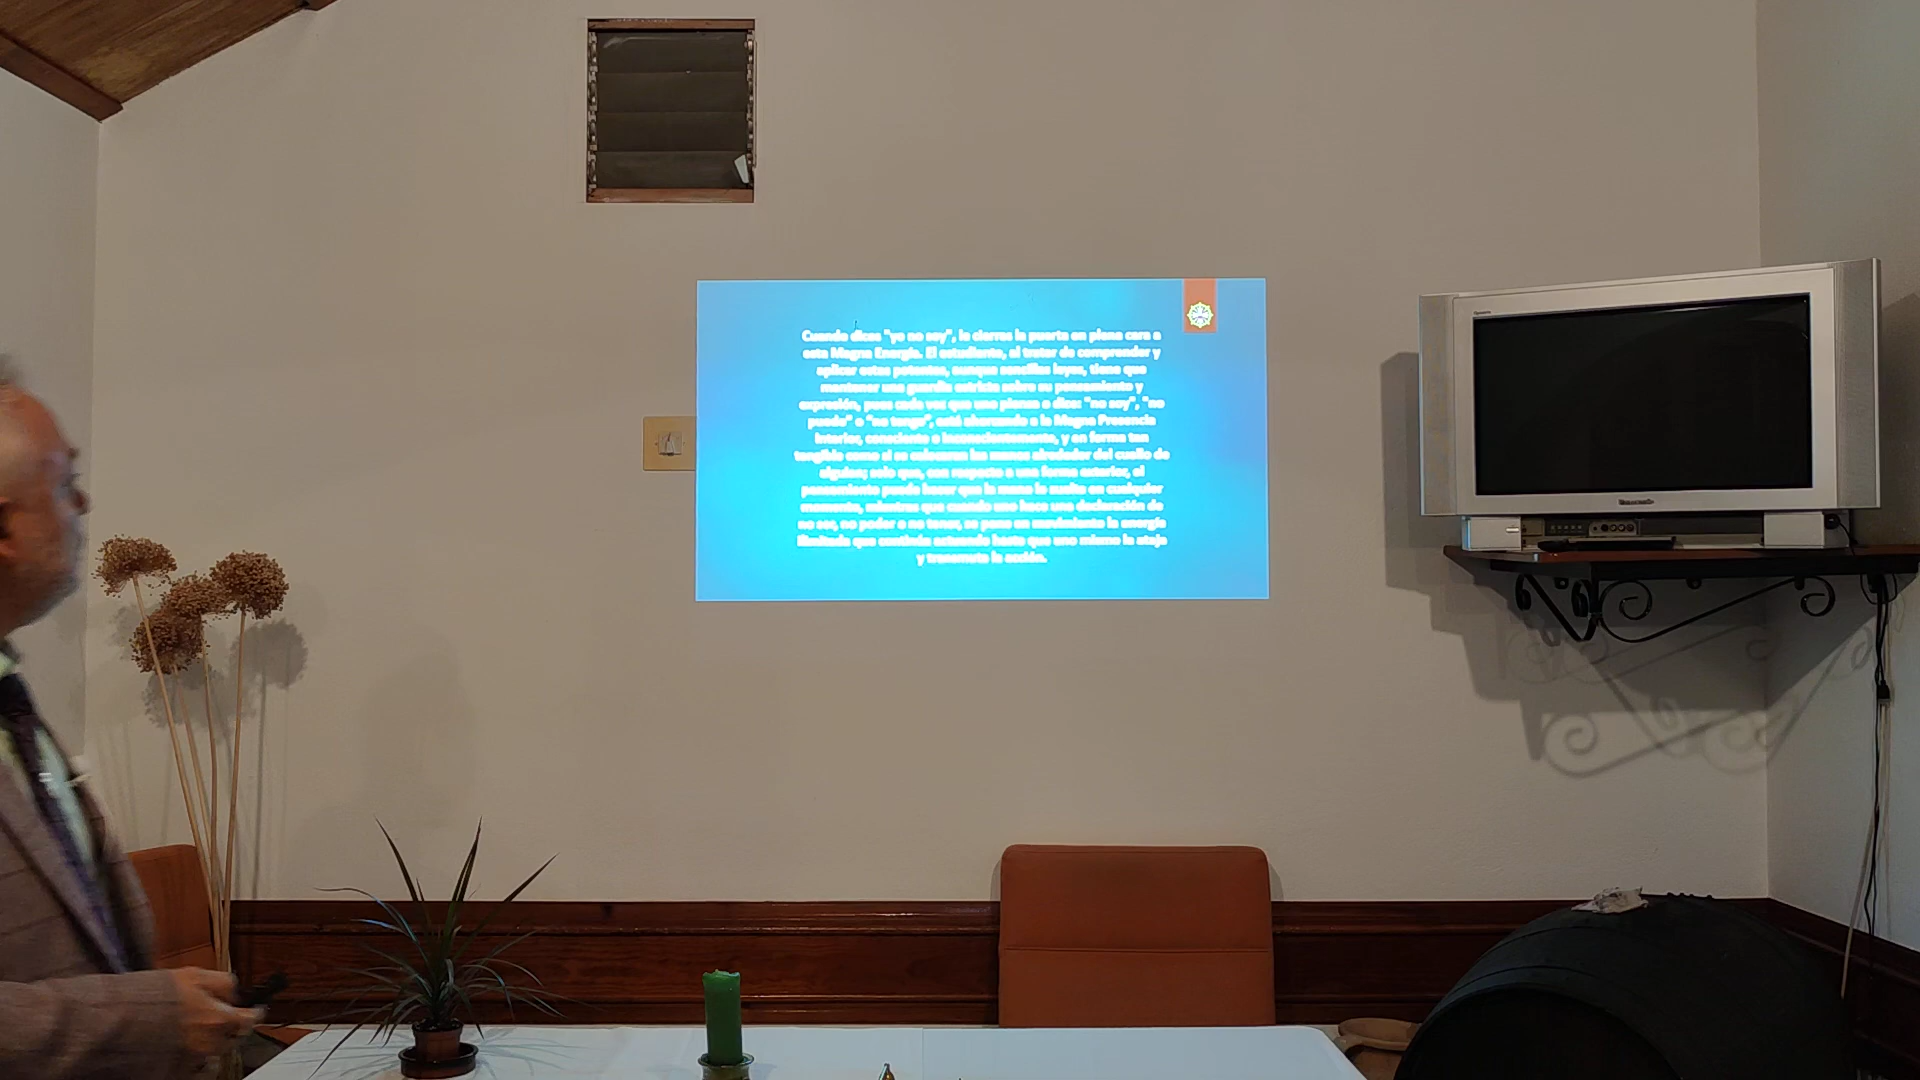 Cuando dices "yo no soy", le cierras la puerta en plena cara a
esta Magna Energía. El estudiante, al tratar de comprender y
aplicar estas potentes, aunque sencillas leyes, tiene que
mantener una guardia estricta sobre su pensamiento y
expresión, pues cada vez que uno piensa o dice: "no soy", "no
puedo" o "no tengo", está ahorcando a la Magna Presencia
Interior, consciente o inconscientemente, y en forma tan
tangible como si se colocaran las manos alrededor del cuello de
alguien; solo que, con respecto a una forma exterior, el
pensamiento puede hacer que la mano la suelte en cualquier
momento, mientras que cuando uno hace una declaración de
no ser, no poder o no tener, se pone en movimiento la energía
ilimitada que continúa actuando hasta que uno mismo la ataja
y transmuta la acción.